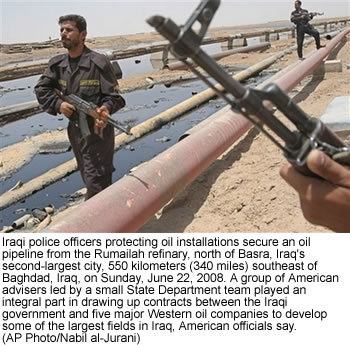 Iraqi police officers protecting oil installations secure an oil
pipeline from the Rumailah refinary, north of Basra, Iraq's
second-largest city, 550 kilometers (340 miles) southeast of
Baghdad, Iraq, on Sunday, June 22, 2008. A group of American
advisers led by a small State Department team played an
integral part in drawing up contracts between the Iraqi
government and five major Western oil companies to develop
some of the largest fields in Iraq, American officials say.
(AP Photo/Nabil al-Jurani)